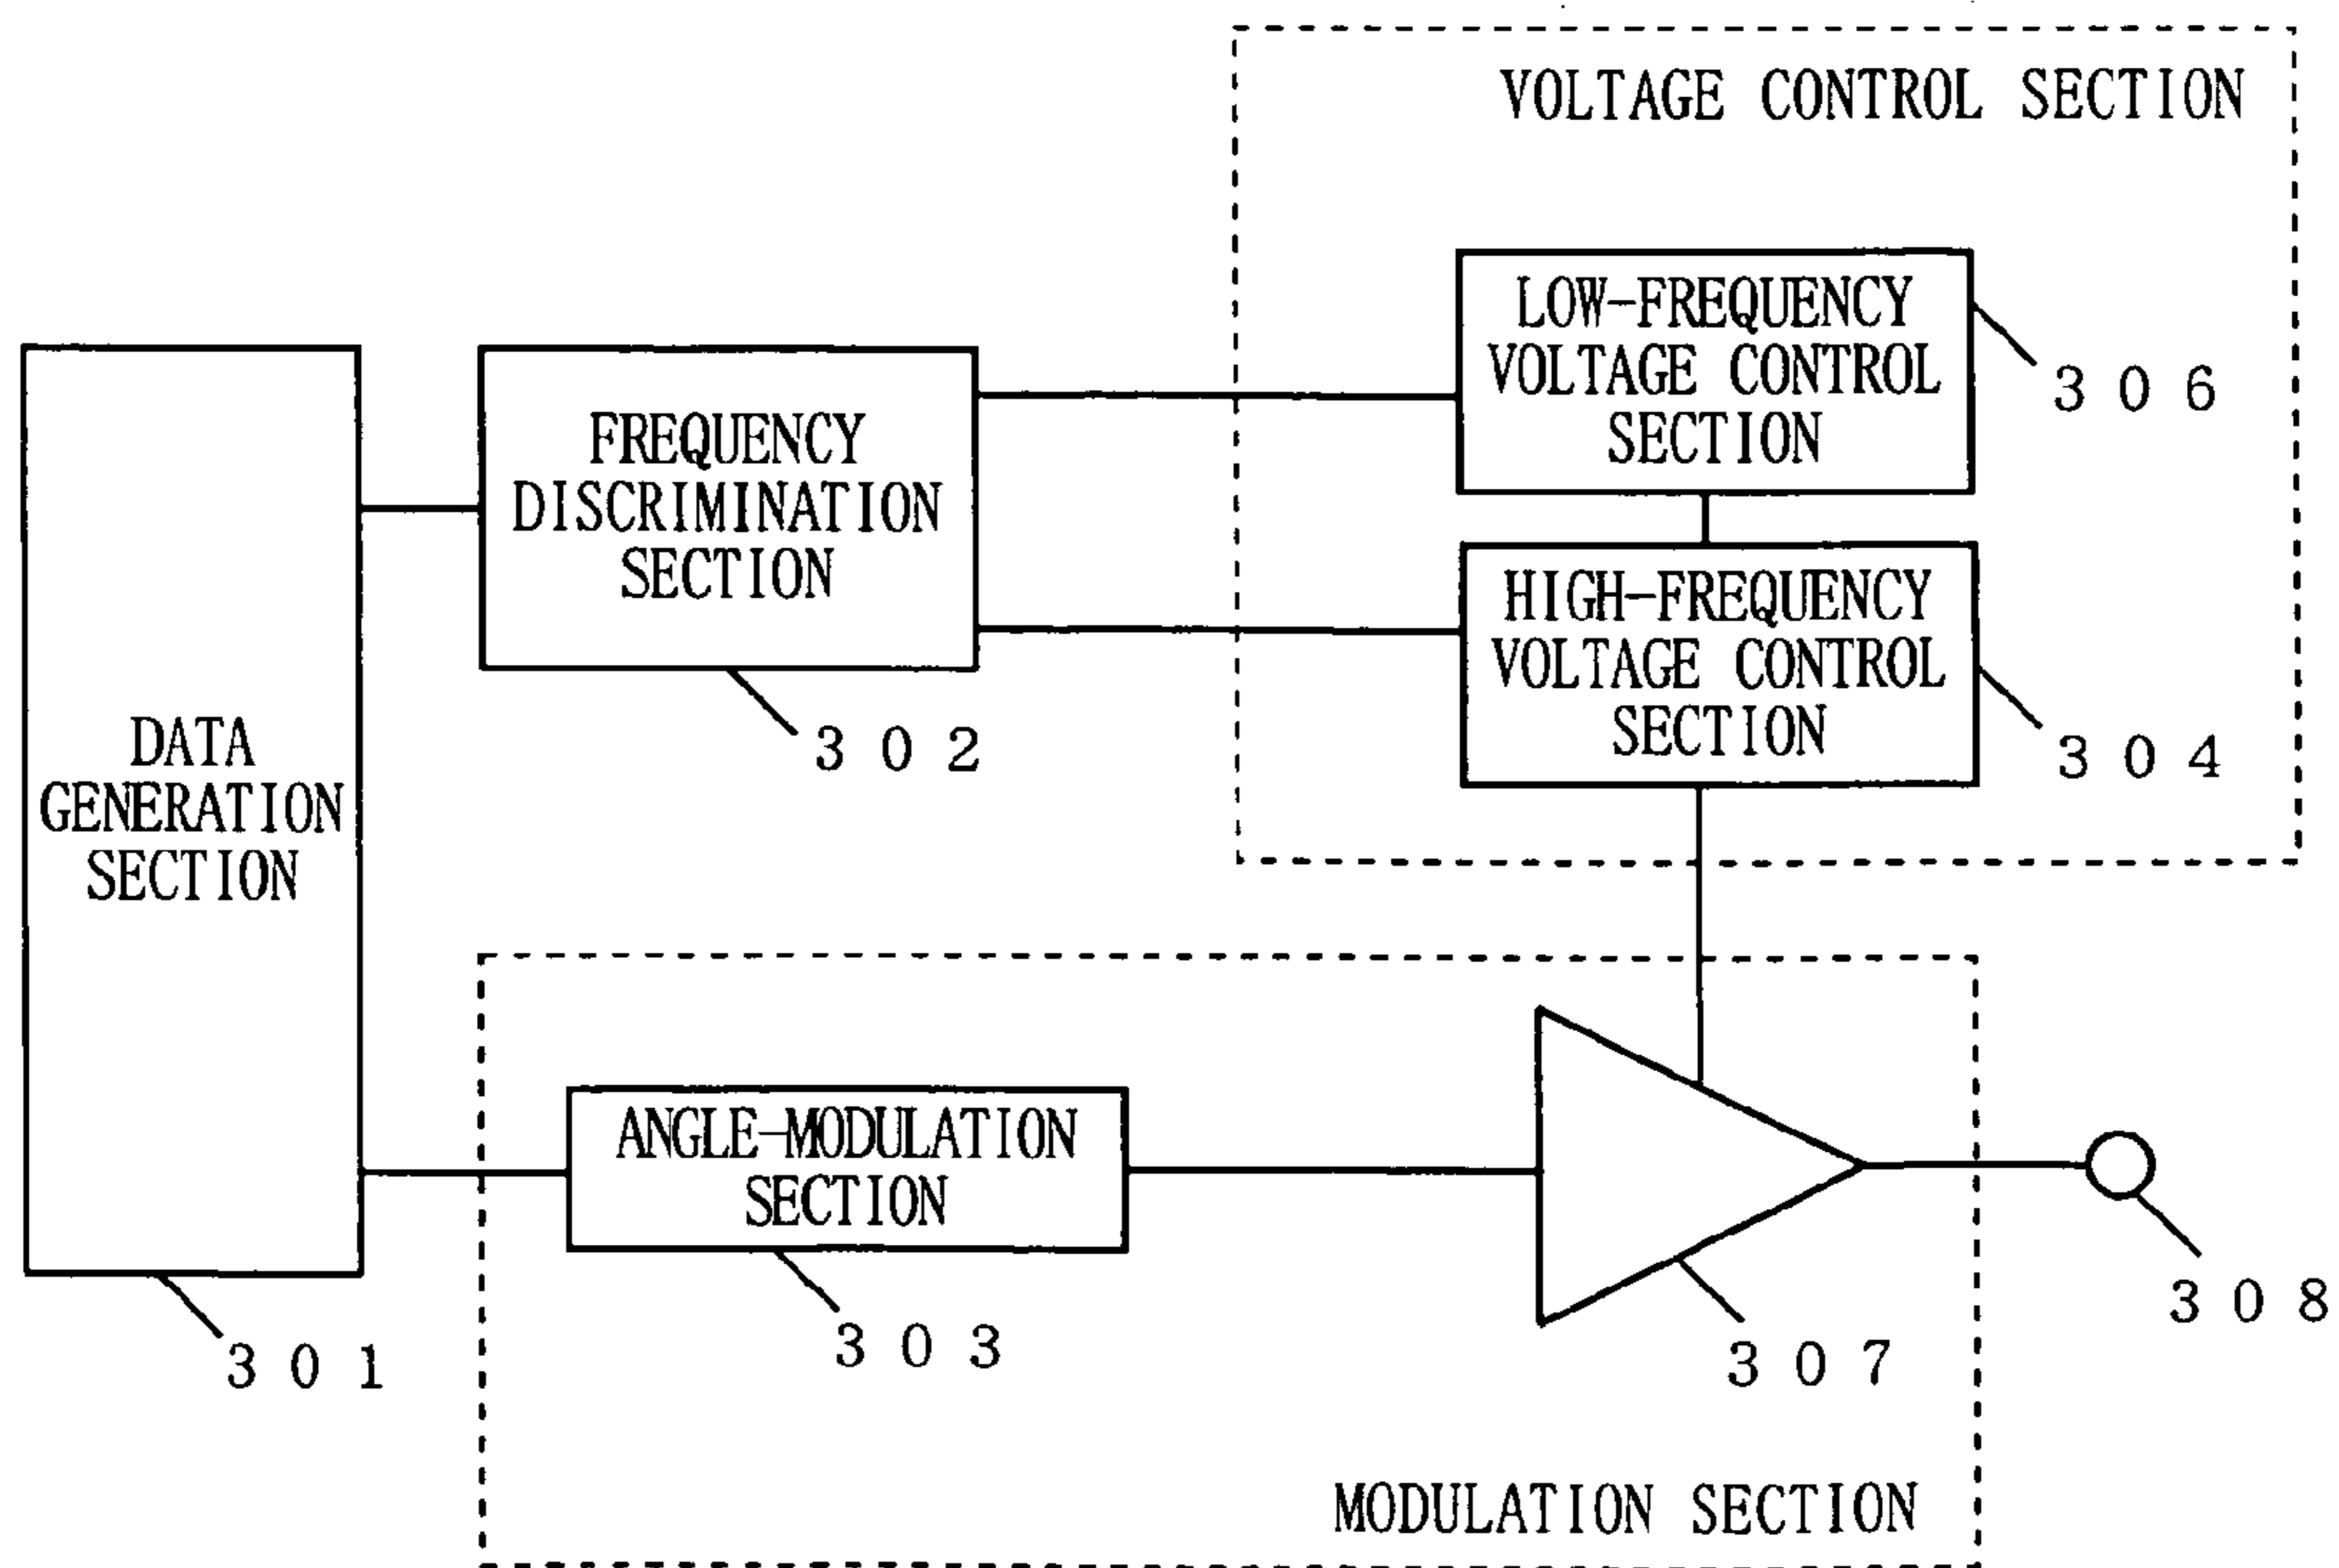 VOLTAGE CONTROL SECTION
LOW-FREQUENCY
VOLTAGE CONTROL
SECTION
306
FREQUENCY
DISCRIMINATION
SECTION
302
HIGH-FREQUENCY
VOLTAGE CONTROL
SECTION
304
DATA
GENERATION
SECTION
301
ANGLE-MODULATION
SECTION
303
307
308
MODULATION SECTION